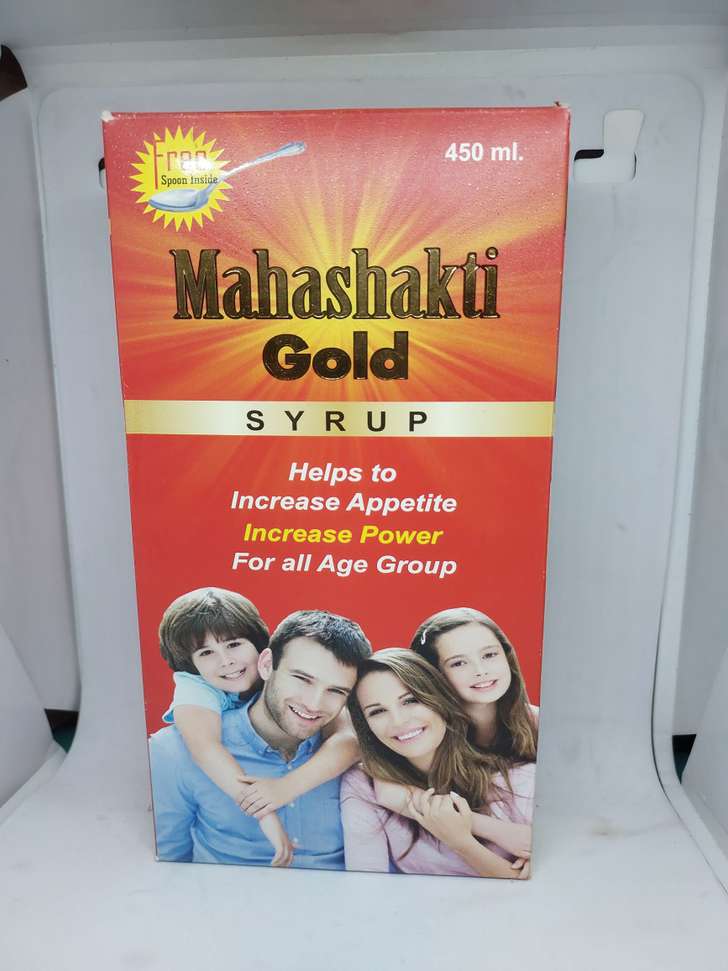 Free
Spoon Inside
450 ml.
Mahashakti
Gold
SYRUP
Helps to
Increase Appetite
Increase Power
For all Age Group